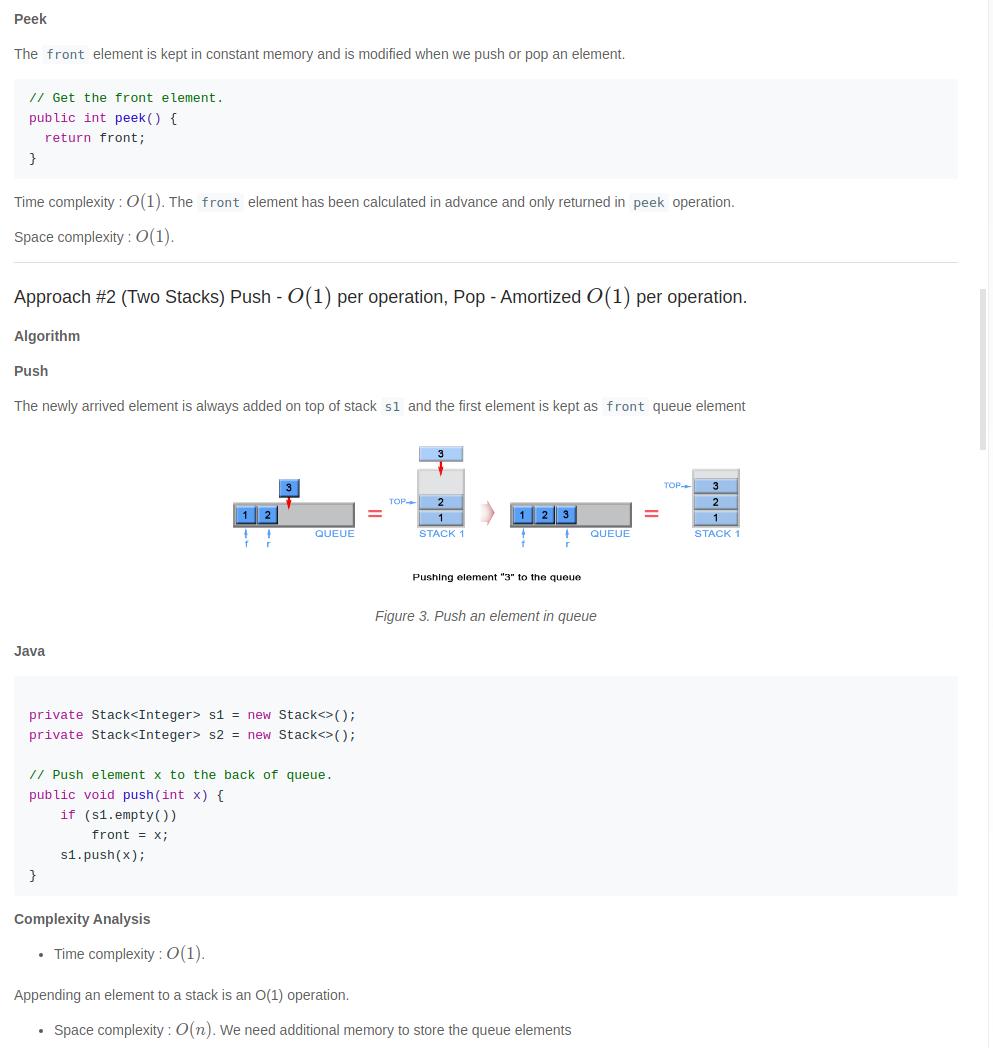 Peek
The front element is kept in constant memory and is modified when we push or pop an element.
// Get the front element.
public int peek() {
  return front;
}
Time complexity : O(1). The front element has been calculated in advance and only returned in peek operation.
Space complexity : O(1).
Approach #2 (Two Stacks) Push - O(1) per operation, Pop - Amortized O(1) per operation.
Algorithm
Push
The newly arrived element is always added on top of stack s1 and the first element is kept as front queue element
3
1 2
QUEUE
f r
=
3
TOP
2
1
STACK 1
1 2 3
QUEUE
f r
=
TOP
3
2
1
STACK 1
Pushing element "3" to the queue
Figure 3. Push an element in queue
Java
private Stack<Integer> s1 = new Stack<>();
private Stack<Integer> s2 = new Stack<>();
// Push element x to the back of queue.
public void push(int x) {
    if (s1.empty())
        front = x;
    s1.push(x);
}
Complexity Analysis
• Time complexity : O(1).
Appending an element to a stack is an O(1) operation.
• Space complexity : O(n). We need additional memory to store the queue elements